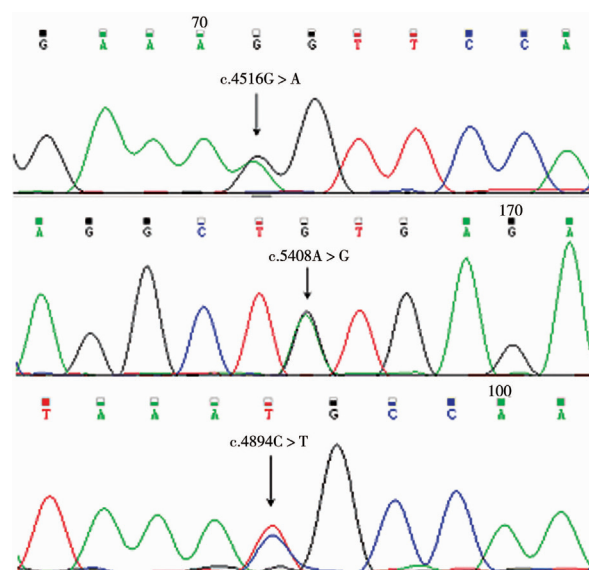 70
G A A A G G T T C C A
c.4516G > A
170
A G G C T G T G A G A
c.5408A > G
100
T A A A T G C C A A
c.4894C > T